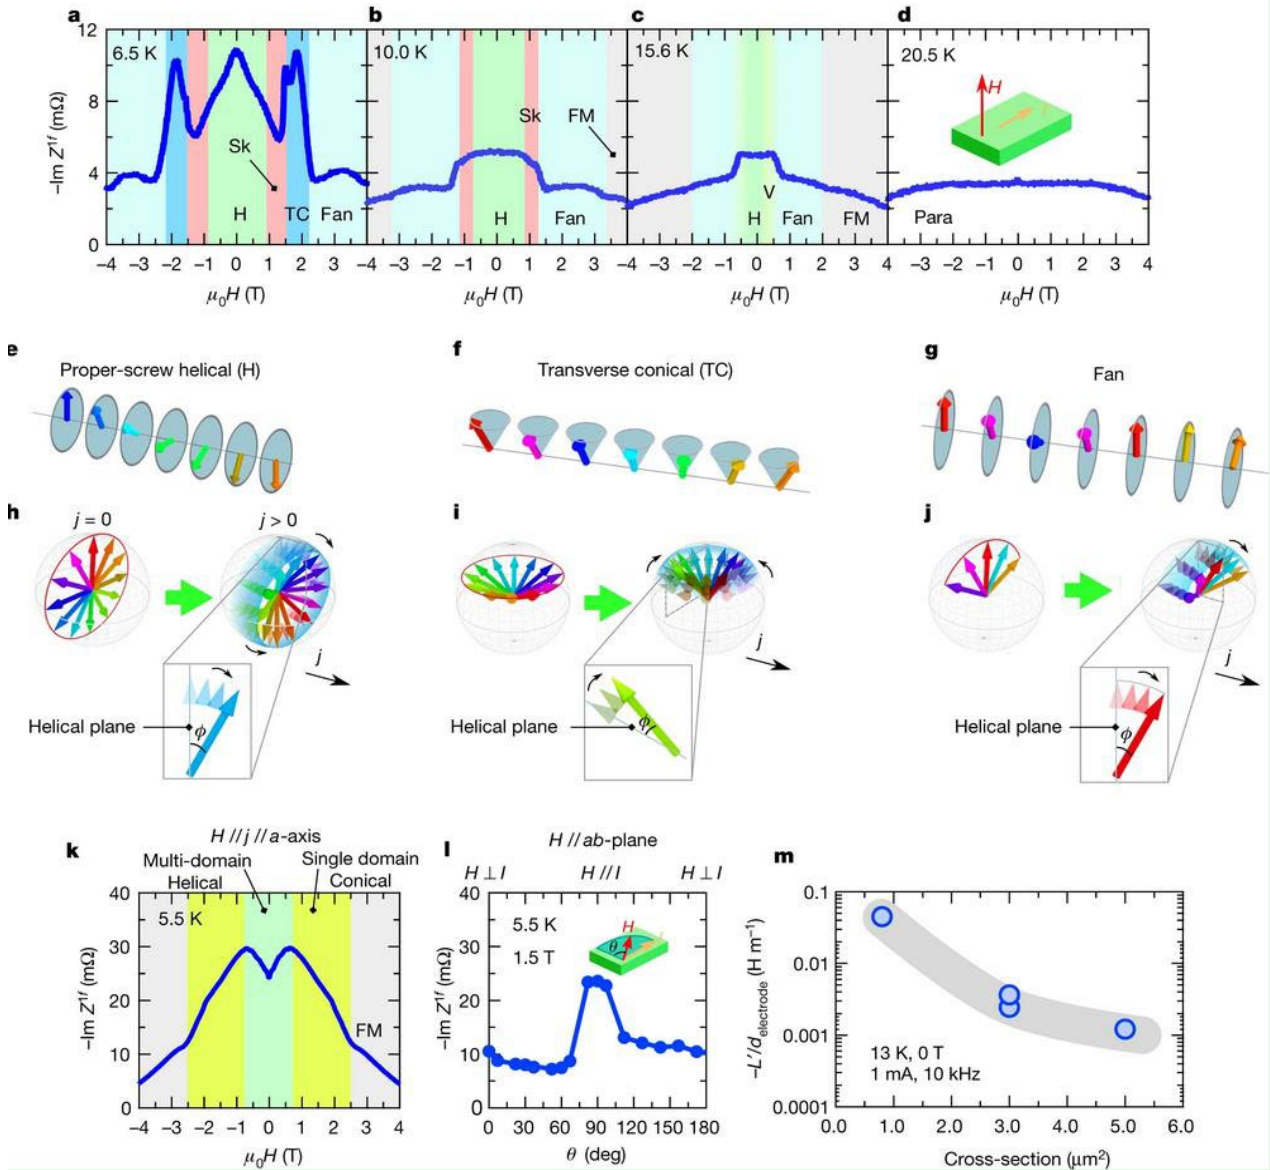 a
b
c
d
12
8
4
0
−Im Z¹ᶠ (mΩ)
6.5 K
Sk
H
TC
Fan
10.0 K
Sk
FM
H
Fan
15.6 K
V
H
Fan
FM
20.5 K
H
Para
−4 −3 −2 −1 0 1 2 3 −4 −3 −2 −1 0 1 2 3 −4 −3 −2 −1 0 1 2 3 −4 −3 −2 −1 0 1 2 3 4
μ₀H (T)
μ₀H (T)
μ₀H (T)
μ₀H (T)
e
Proper-screw helical (H)
f
Transverse conical (TC)
g
Fan
h
j = 0
j > 0
j
Helical plane
ϕ
i
j
Helical plane
ϕ
j
j
Helical plane
ϕ
k
H // j // a-axis
Multi-domain
Helical
Single domain
Conical
5.5 K
FM
40
30
20
10
0
−Im Z¹ᶠ (mΩ)
−4 −3 −2 −1 0 1 2 3 4
μ₀H (T)
l
H // ab-plane
H ⊥ I
H // I
H ⊥ I
5.5 K
1.5 T
H
θ
40
30
20
10
0
−Im Z¹ᶠ (mΩ)
0 30 60 90 120 150 180
θ (deg)
m
0.1
0.01
0.001
0.0001
−L′/d_electrode (H m⁻¹)
13 K, 0 T
1 mA, 10 kHz
0.0 1.0 2.0 3.0 4.0 5.0 6.0
Cross-section (μm²)